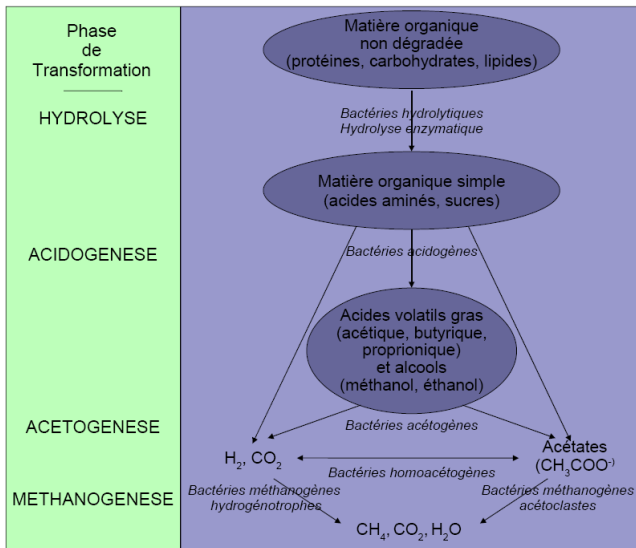 Phase
de
Transformation
Matière organique
non dégradée
(protéines, carbohydrates, lipides)
HYDROLYSE
Bactéries hydrolytiques
Hydrolyse enzymatique
Matière organique simple
(acides aminés, sucres)
ACIDOGENESE
Bactéries acidogènes
Acides volatils gras
(acétique, butyrique,
proprionique)
et alcools
(méthanol, éthanol)
ACETOGENESE
Bactéries acétogènes
H₂, CO₂
Acétates
(CH₃COO⁻⁾
Bactéries homoacétogènes
METHANOGENESE
Bactéries méthanogènes
hydrogénotrophes
Bactéries méthanogènes
acétoclastes
CH₄, CO₂, H₂O